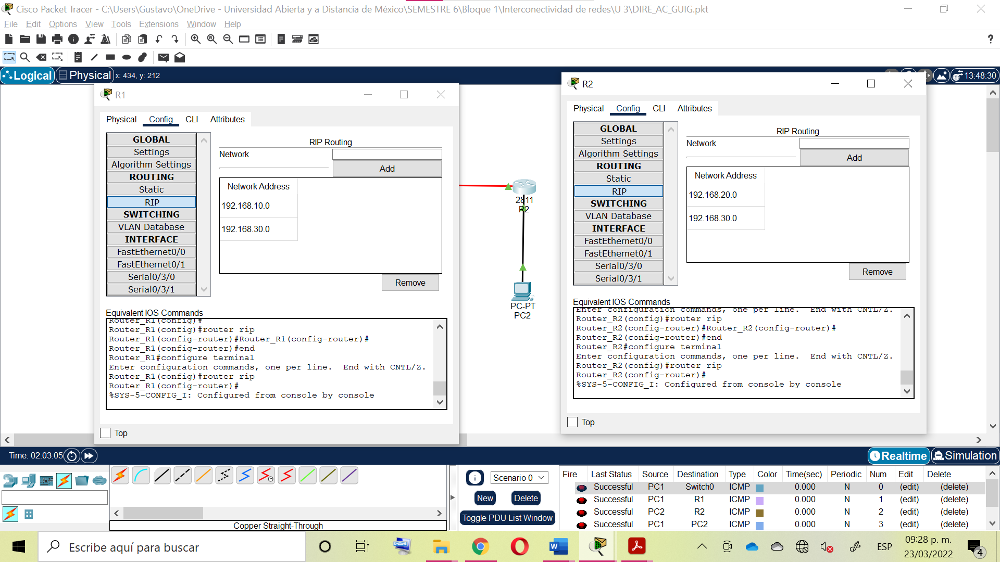 Cisco Packet Tracer - C:\Users\Gustavo\OneDrive - Universidad Abierta y a Distancia de México\SEMESTRE 6\Bloque 1\Interconectividad de redes\U 3\DIRE_AC_GUIG.pkt
File Edit Options View Tools Extensions Window Help
?
Logical Physical x: 434, y: 212
13:48:30
R1
Physical Config CLI Attributes
GLOBAL
Settings
Algorithm Settings
ROUTING
Static
RIP
SWITCHING
VLAN Database
INTERFACE
FastEthernet0/0
FastEthernet0/1
Serial0/3/0
Serial0/3/1
RIP Routing
Network
Add
Network Address
192.168.10.0
192.168.30.0
Remove
Equivalent IOS Commands
Router_R1(config)#
Router_R1(config)#router rip
Router_R1(config-router)#Router_R1(config-router)#
Router_R1(config-router)#end
Router_R1#configure terminal
Enter configuration commands, one per line.  End with CNTL/Z.
Router_R1(config)#router rip
Router_R1(config-router)#
%SYS-5-CONFIG_I: Configured from console by console
Top
2811
R2
PC-PT
PC2
R2
Physical Config CLI Attributes
GLOBAL
Settings
Algorithm Settings
ROUTING
Static
RIP
SWITCHING
VLAN Database
INTERFACE
FastEthernet0/0
FastEthernet0/1
Serial0/3/0
Serial0/3/1
RIP Routing
Network
Add
Network Address
192.168.20.0
192.168.30.0
Remove
Equivalent IOS Commands
Enter configuration commands, one per line.  End with CNTL/Z.
Router_R2(config)#router rip
Router_R2(config-router)#Router_R2(config-router)#
Router_R2(config-router)#end
Router_R2#configure terminal
Enter configuration commands, one per line.  End with CNTL/Z.
Router_R2(config)#router rip
Router_R2(config-router)#
%SYS-5-CONFIG_I: Configured from console by console
Top
Time: 02:03:05
Realtime Simulation
Copper Straight-Through
Scenario 0
New Delete
Toggle PDU List Window
Fire Last Status Source Destination Type Color Time(sec) Periodic Num Edit Delete
Successful PC1 Switch0 ICMP 0.000 N 0 (edit) (delete)
Successful PC1 R1 ICMP 0.000 N 1 (edit) (delete)
Successful PC2 R2 ICMP 0.000 N 2 (edit) (delete)
Successful PC1 PC2 ICMP 0.000 N 3 (edit) (delete)
Escribe aquí para buscar
ESP
09:28 p. m.
23/03/2022
4